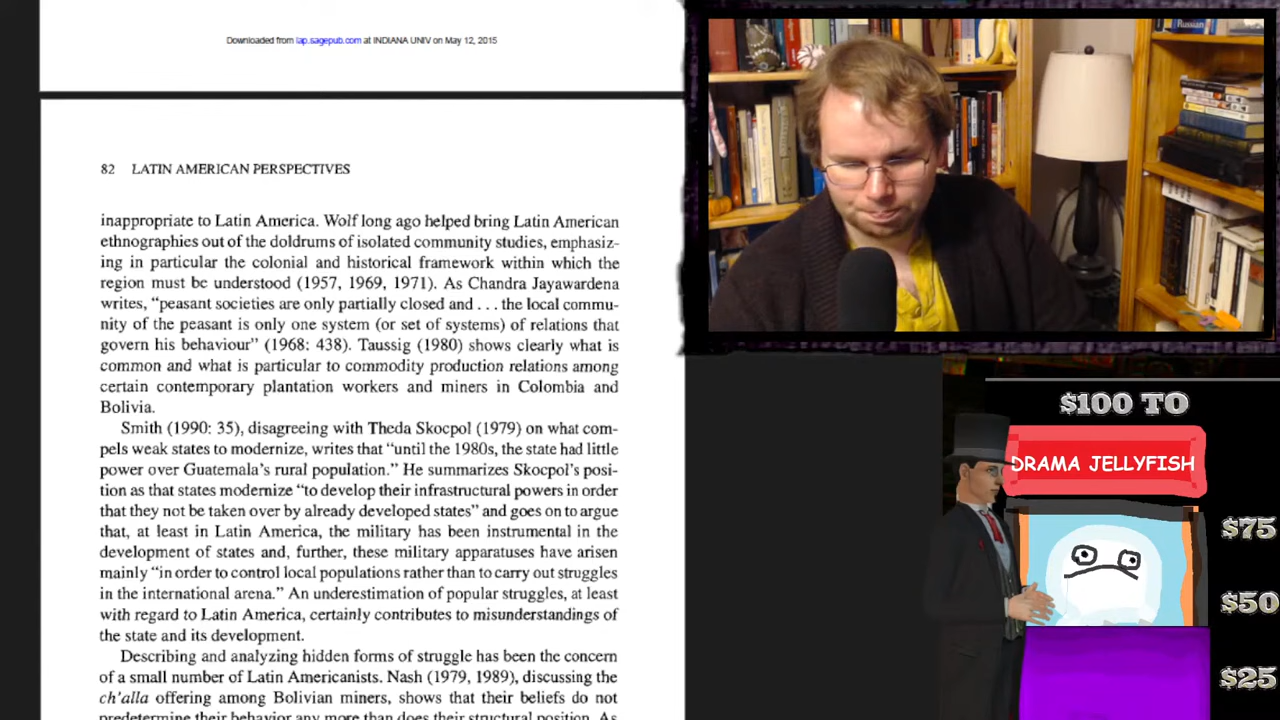 Downloaded from lap.sagepub.com at INDIANA UNIV on May 12, 2015
82 LATIN AMERICAN PERSPECTIVES
inappropriate to Latin America. Wolf long ago helped bring Latin American
ethnographies out of the doldrums of isolated community studies, emphasiz-
ing in particular the colonial and historical framework within which the
region must be understood (1957, 1969, 1971). As Chandra Jayawardena
writes, “peasant societies are only partially closed and . . . the local commu-
nity of the peasant is only one system (or set of systems) of relations that
govern his behaviour” (1968: 438). Taussig (1980) shows clearly what is
common and what is particular to commodity production relations among
certain contemporary plantation workers and miners in Colombia and
Bolivia.
Smith (1990: 35), disagreeing with Theda Skocpol (1979) on what com-
pels weak states to modernize, writes that “until the 1980s, the state had little
power over Guatemala’s rural population.” He summarizes Skocpol’s posi-
tion as that states modernize “to develop their infrastructural powers in order
that they not be taken over by already developed states” and goes on to argue
that, at least in Latin America, the military has been instrumental in the
development of states and, further, these military apparatuses have arisen
mainly “in order to control local populations rather than to carry out struggles
in the international arena.” An underestimation of popular struggles, at least
with regard to Latin America, certainly contributes to misunderstandings of
the state and its development.
Describing and analyzing hidden forms of struggle has been the concern
of a small number of Latin Americanists. Nash (1979, 1989), discussing the
ch’alla offering among Bolivian miners, shows that their beliefs do not
predetermine their behavior any more than does their structural position. As
Russian
$100 TO
DRAMA JELLYFISH
$75
$50
$25